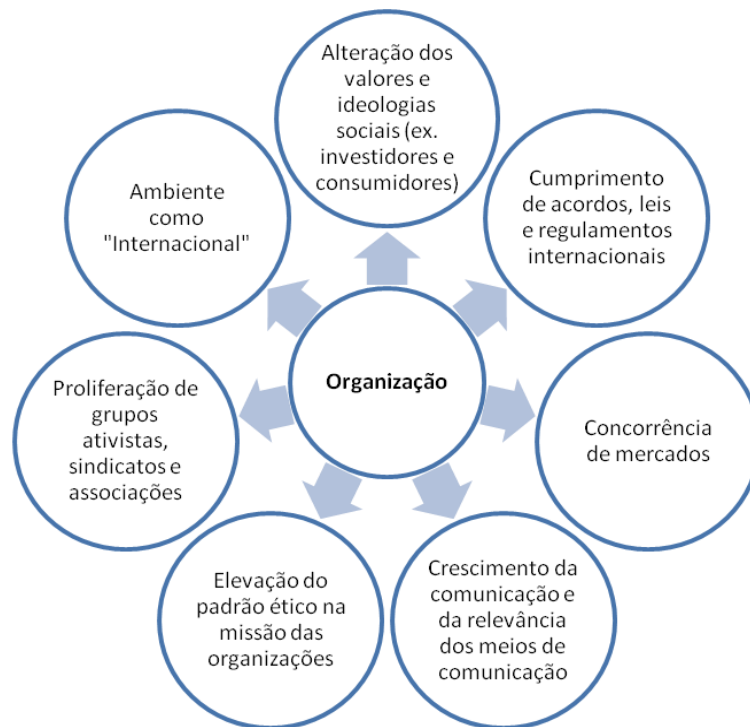 Alteração dos
valores e
ideologias
sociais (ex.
investidores e
consumidores)
Cumprimento
de acordos, leis
e regulamentos
internacionais
Concorrência
de mercados
Crescimento da
comunicação e
da relevância
dos meios de
comunicação
Elevação do
padrão ético na
missão das
organizações
Proliferação de
grupos
ativistas,
sindicatos e
associações
Ambiente
como
"Internacional"
Organização